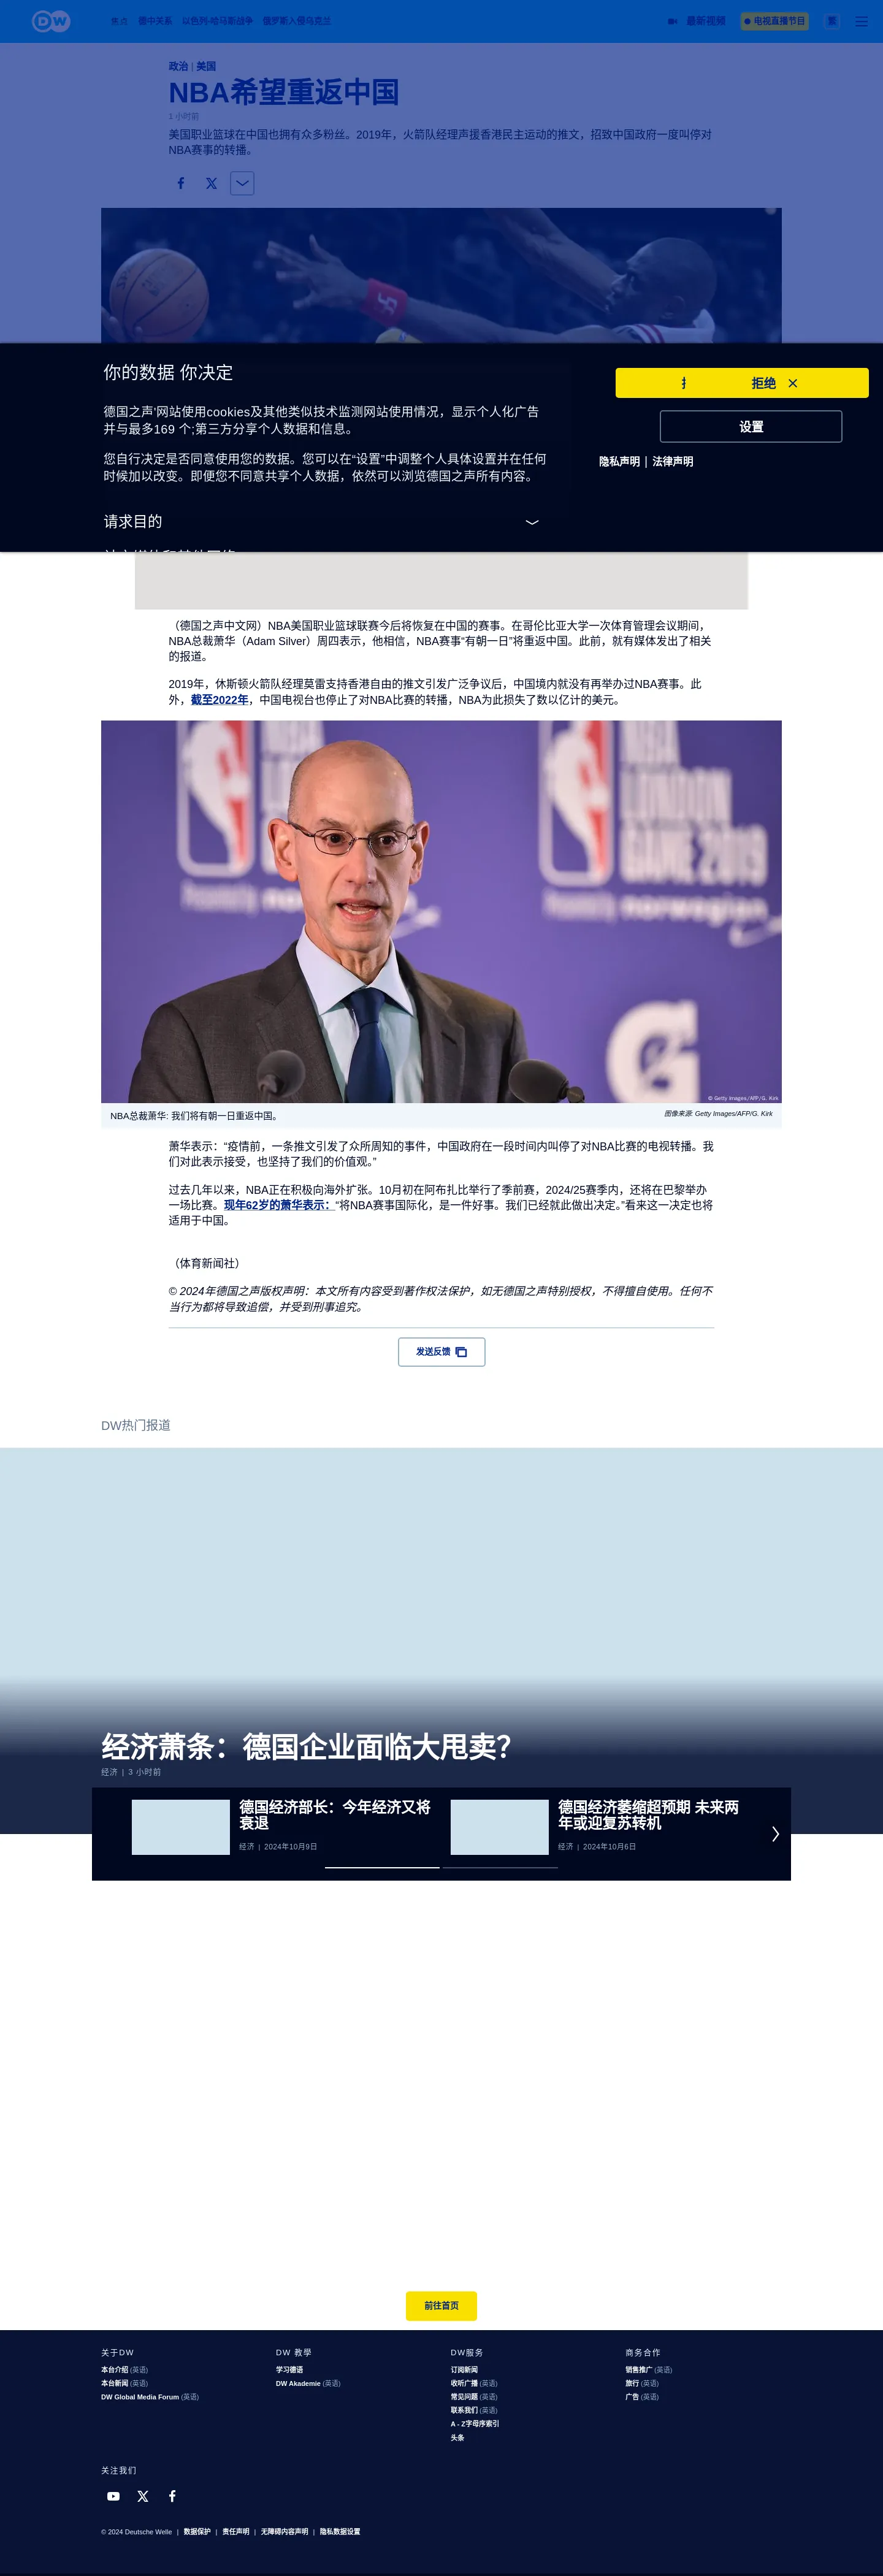 DW
焦点 德中关系 以色列-哈马斯战争 俄罗斯入侵乌克兰 最新视频 电视直播节目 繁
政治 | 美国
NBA希望重返中国
1 小时前
美国职业篮球在中国也拥有众多粉丝。2019年，火箭队经理声援香港民主运动的推文，招致中国政府一度叫停对
NBA赛事的转播。
你的数据 你决定
德国之声'网站使用cookies及其他类似技术监测网站使用情况，显示个人化广告
并与最多169 个;第三方分享个人数据和信息。
您自行决定是否同意使用您的数据。您可以在“设置”中调整个人具体设置并在任何
时候加以改变。即便您不同意共享个人数据，依然可以浏览德国之声所有内容。
请求目的
拒绝
设置
隐私声明 | 法律声明
（德国之声中文网）NBA美国职业篮球联赛今后将恢复在中国的赛事。在哥伦比亚大学一次体育管理会议期间，
NBA总裁萧华（Adam Silver）周四表示，他相信，NBA赛事“有朝一日”将重返中国。此前，就有媒体发出了相关
的报道。
2019年，休斯顿火箭队经理莫雷支持香港自由的推文引发广泛争议后，中国境内就没有再举办过NBA赛事。此
外，截至2022年，中国电视台也停止了对NBA比赛的转播，NBA为此损失了数以亿计的美元。
© Getty Images/AFP/G. Kirk
NBA总裁萧华: 我们将有朝一日重返中国。
图像来源: Getty Images/AFP/G. Kirk
萧华表示：“疫情前，一条推文引发了众所周知的事件，中国政府在一段时间内叫停了对NBA比赛的电视转播。我
们对此表示接受，也坚持了我们的价值观。”
过去几年以来，NBA正在积极向海外扩张。10月初在阿布扎比举行了季前赛，2024/25赛季内，还将在巴黎举办
一场比赛。现年62岁的萧华表示：“将NBA赛事国际化，是一件好事。我们已经就此做出决定。”看来这一决定也将
适用于中国。
（体育新闻社）
© 2024年德国之声版权声明：本文所有内容受到著作权法保护，如无德国之声特别授权，不得擅自使用。任何不
当行为都将导致追偿，并受到刑事追究。
发送反馈
DW热门报道
经济萧条：德国企业面临大甩卖？
经济 | 3 小时前
德国经济部长：今年经济又将
衰退
经济 | 2024年10月9日
德国经济萎缩超预期 未来两
年或迎复苏转机
经济 | 2024年10月6日
前往首页
关于DW
本台介绍 (英语)
本台新闻 (英语)
DW Global Media Forum (英语)
DW 教學
学习德语
DW Akademie (英语)
DW服务
订阅新闻
收听广播 (英语)
常见问题 (英语)
联系我们 (英语)
A - Z字母序索引
头条
商务合作
销售推广 (英语)
旅行 (英语)
广告 (英语)
关注我们
© 2024 Deutsche Welle | 数据保护 | 责任声明 | 无障碍内容声明 | 隐私数据设置